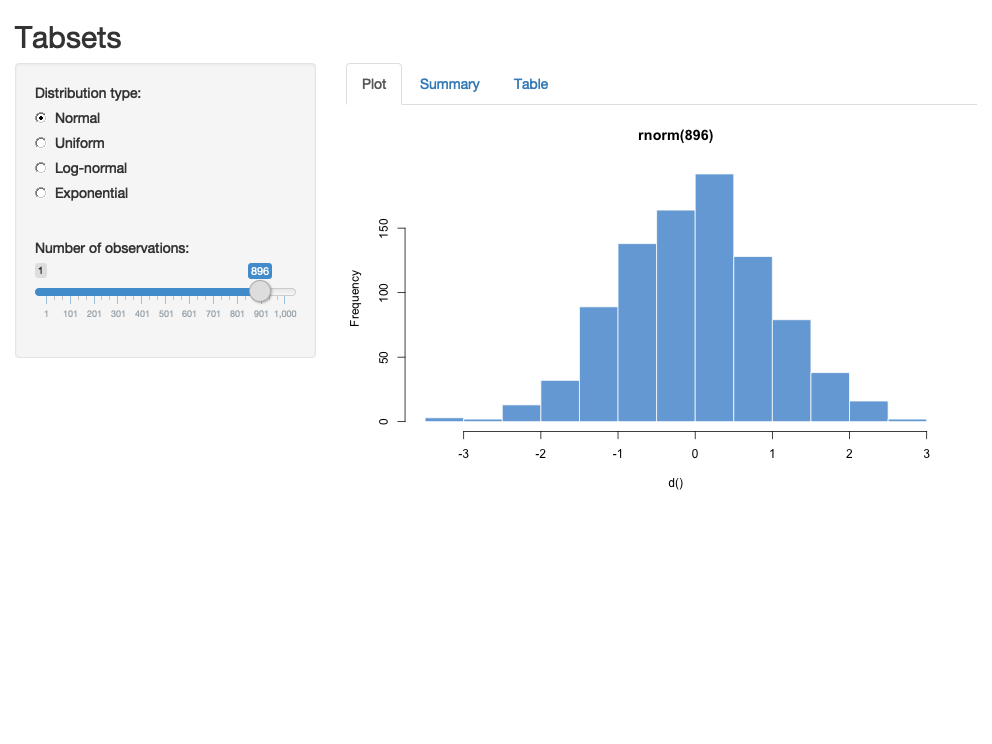 Tabsets
Distribution type:
Normal
Uniform
Log-normal
Exponential
Number of observations:
1
896
1 101 201 301 401 501 601 701 801 901 1,000
Plot Summary Table
rnorm(896)
Frequency
0 50 100 150
-3 -2 -1 0 1 2 3
d()